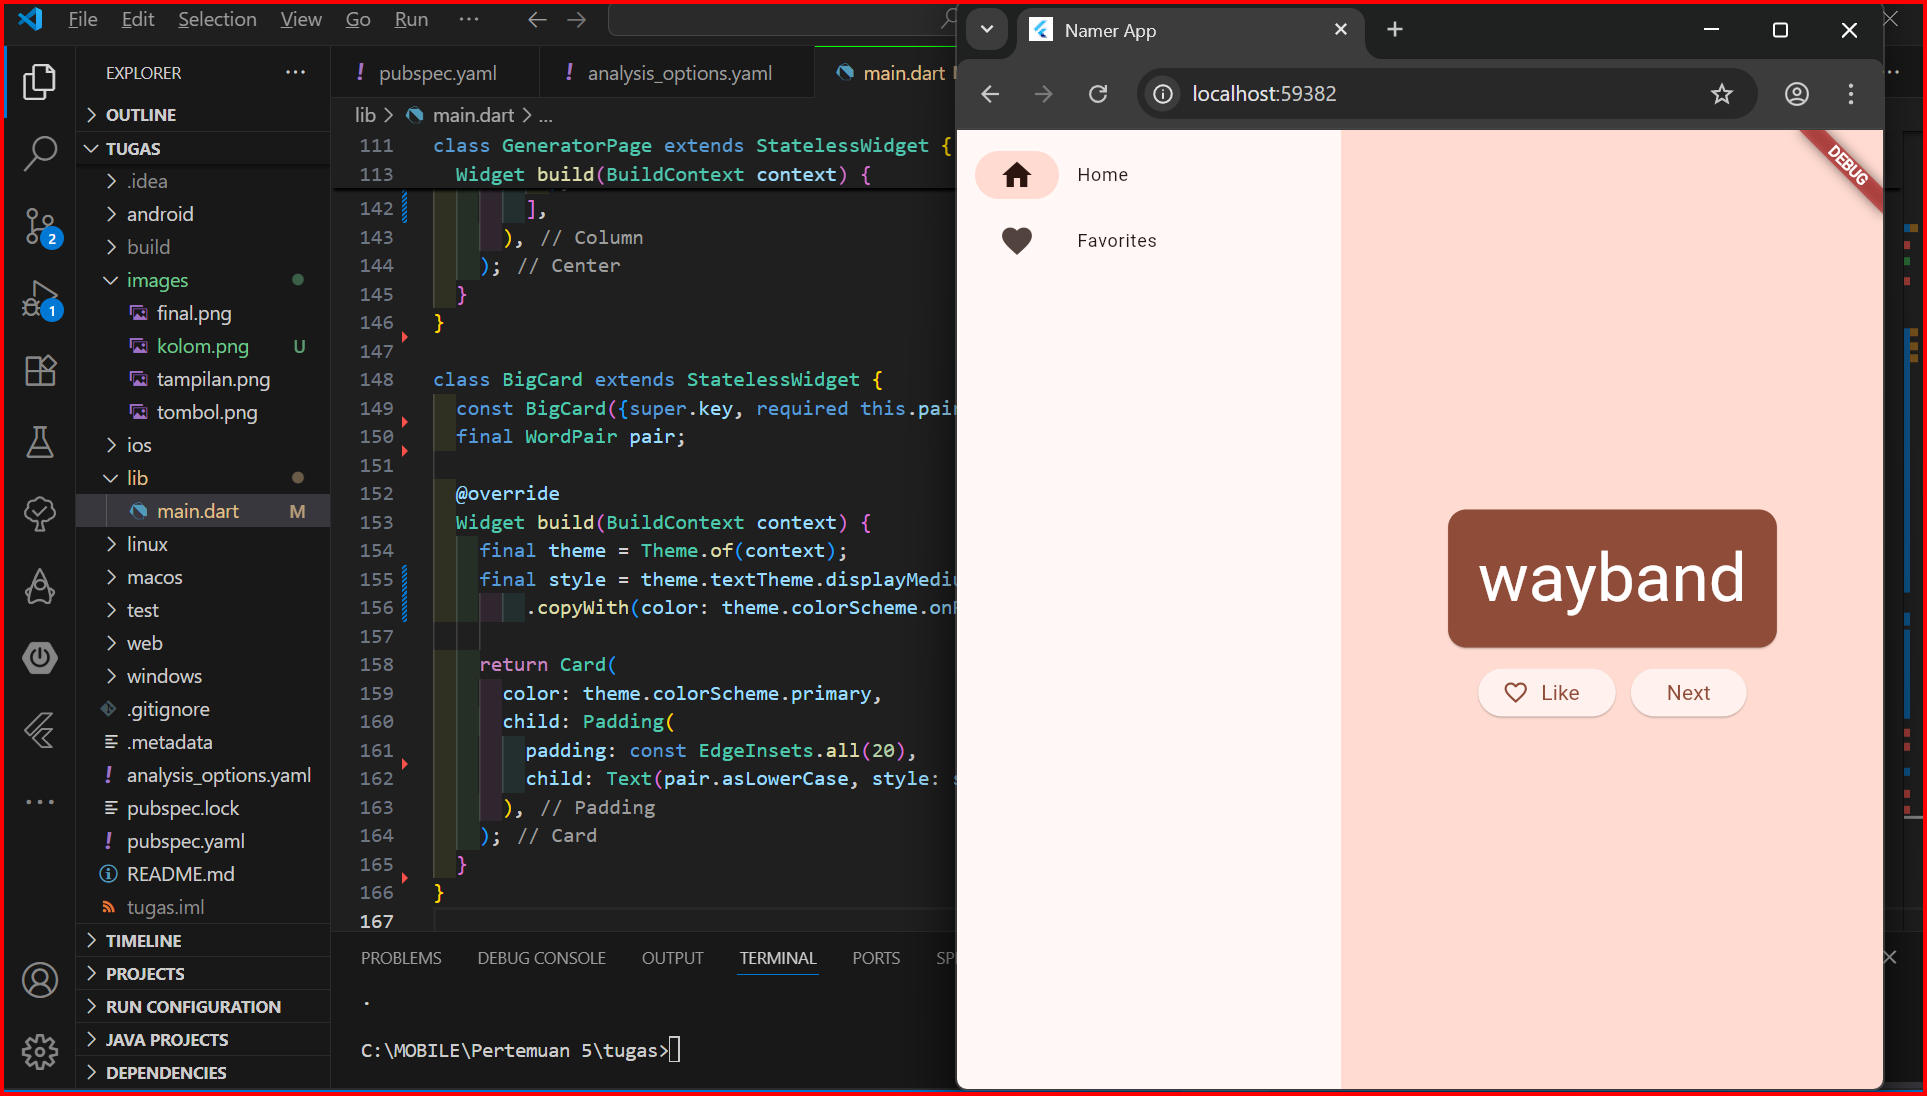 File Edit Selection View Go Run ···
EXPLORER ···
OUTLINE
TUGAS
.idea
android
build
images
final.png
kolom.png U
tampilan.png
tombol.png
ios
lib
main.dart M
linux
macos
test
web
windows
.gitignore
.metadata
! analysis_options.yaml
pubspec.lock
! pubspec.yaml
README.md
tugas.iml
TIMELINE
PROJECTS
RUN CONFIGURATION
JAVA PROJECTS
DEPENDENCIES
2
1
! pubspec.yaml ! analysis_options.yaml main.dart
lib > main.dart > ...
111 class GeneratorPage extends StatelessWidget {
113 Widget build(BuildContext context) {
142 ],
143 ), // Column
144 ); // Center
145 }
146 }
147
148 class BigCard extends StatelessWidget {
149 const BigCard({super.key, required this.pair
150 final WordPair pair;
151
152 @override
153 Widget build(BuildContext context) {
154 final theme = Theme.of(context);
155 final style = theme.textTheme.displayMediu
156 .copyWith(color: theme.colorScheme.onP
157
158 return Card(
159 color: theme.colorScheme.primary,
160 child: Padding(
161 padding: const EdgeInsets.all(20),
162 child: Text(pair.asLowerCase, style: s
163 ), // Padding
164 ); // Card
165 }
166 }
167
PROBLEMS DEBUG CONSOLE OUTPUT TERMINAL PORTS SP
.
C:\MOBILE\Pertemuan 5\tugas>
Namer App
localhost:59382
Home
Favorites
DEBUG
wayband
Like Next